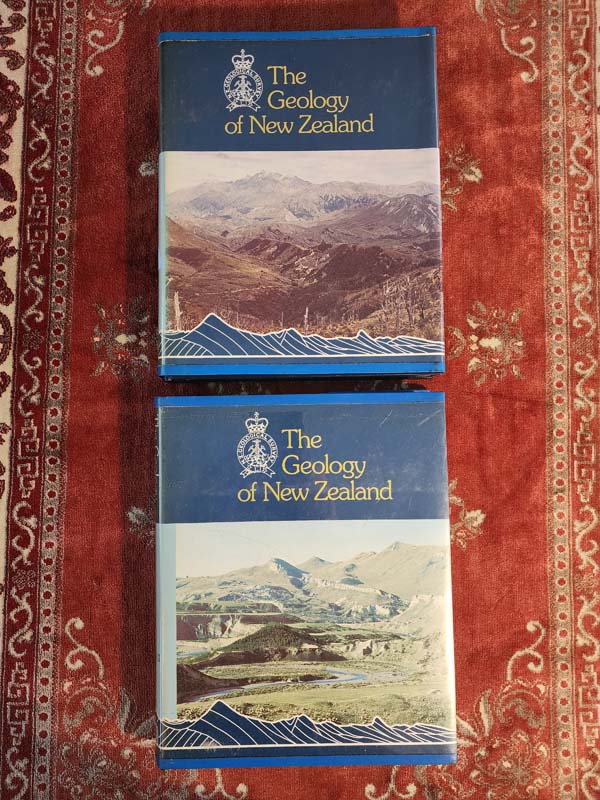 The
Geology
of New Zealand
The
Geology
of New Zealand